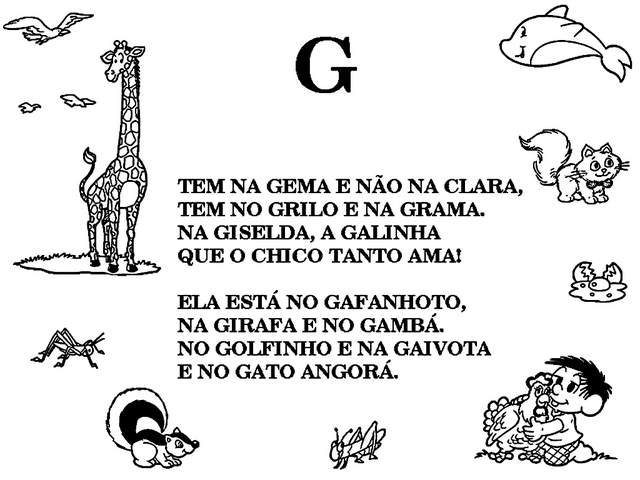 G
TEM NA GEMA E NÃO NA CLARA,
TEM NO GRILO E NA GRAMA.
NA GISELDA, A GALINHA
QUE O CHICO TANTO AMA!
ELA ESTÁ NO GAFANHOTO,
NA GIRAFA E NO GAMBÁ.
NO GOLFINHO E NA GAIVOTA
E NO GATO ANGORÁ.